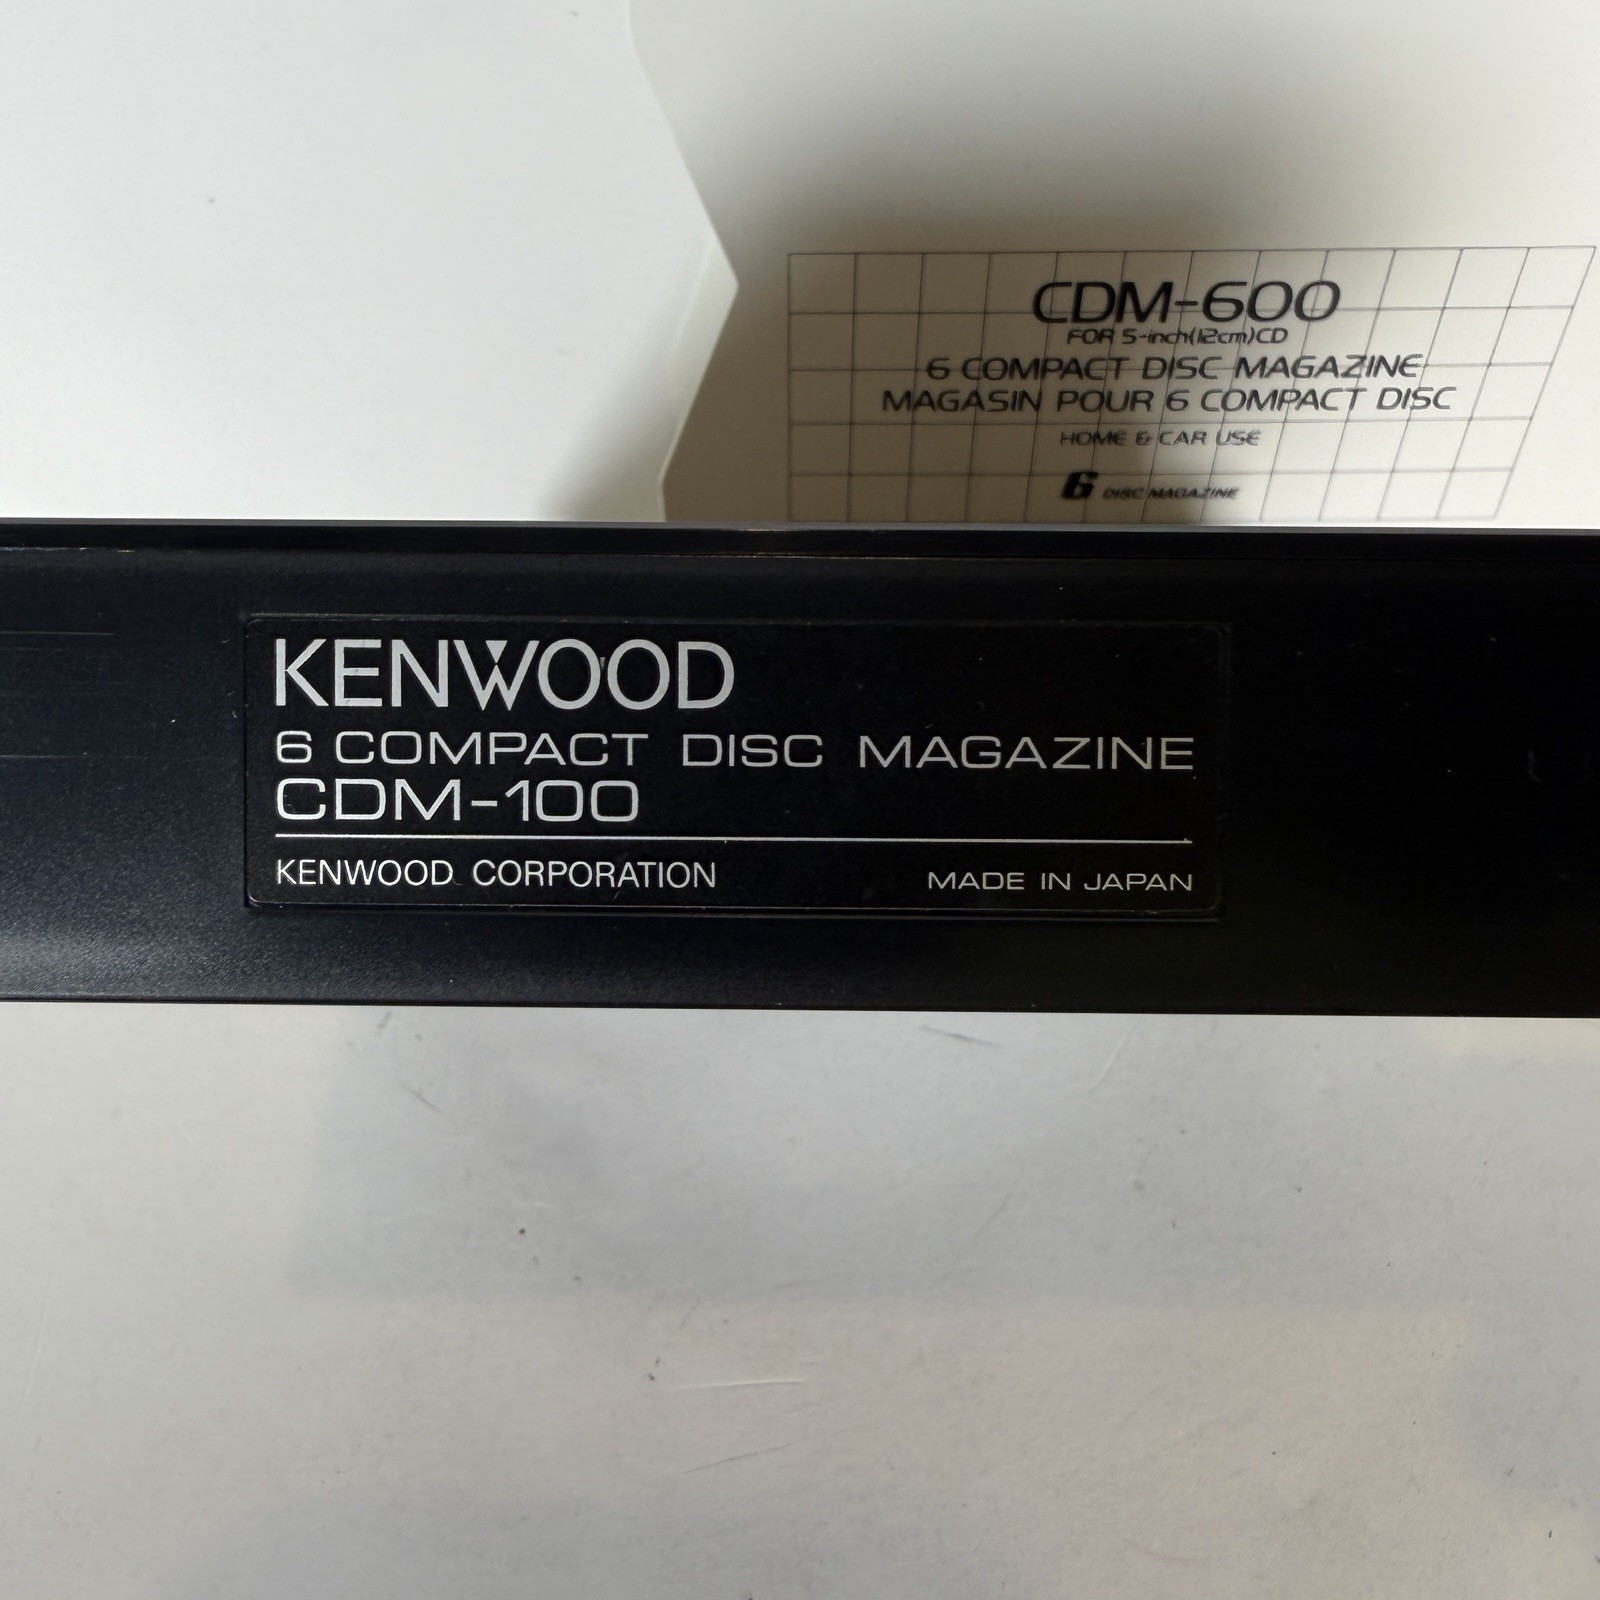 CDM-600
FOR 5-inch(12cm)CD
6 COMPACT DISC MAGAZINE
MAGASIN POUR 6 COMPACT DISC
HOME & CAR USE
6 DISC MAGAZINE
KENWOOD
6 COMPACT DISC MAGAZINE
CDM-100
KENWOOD CORPORATION MADE IN JAPAN